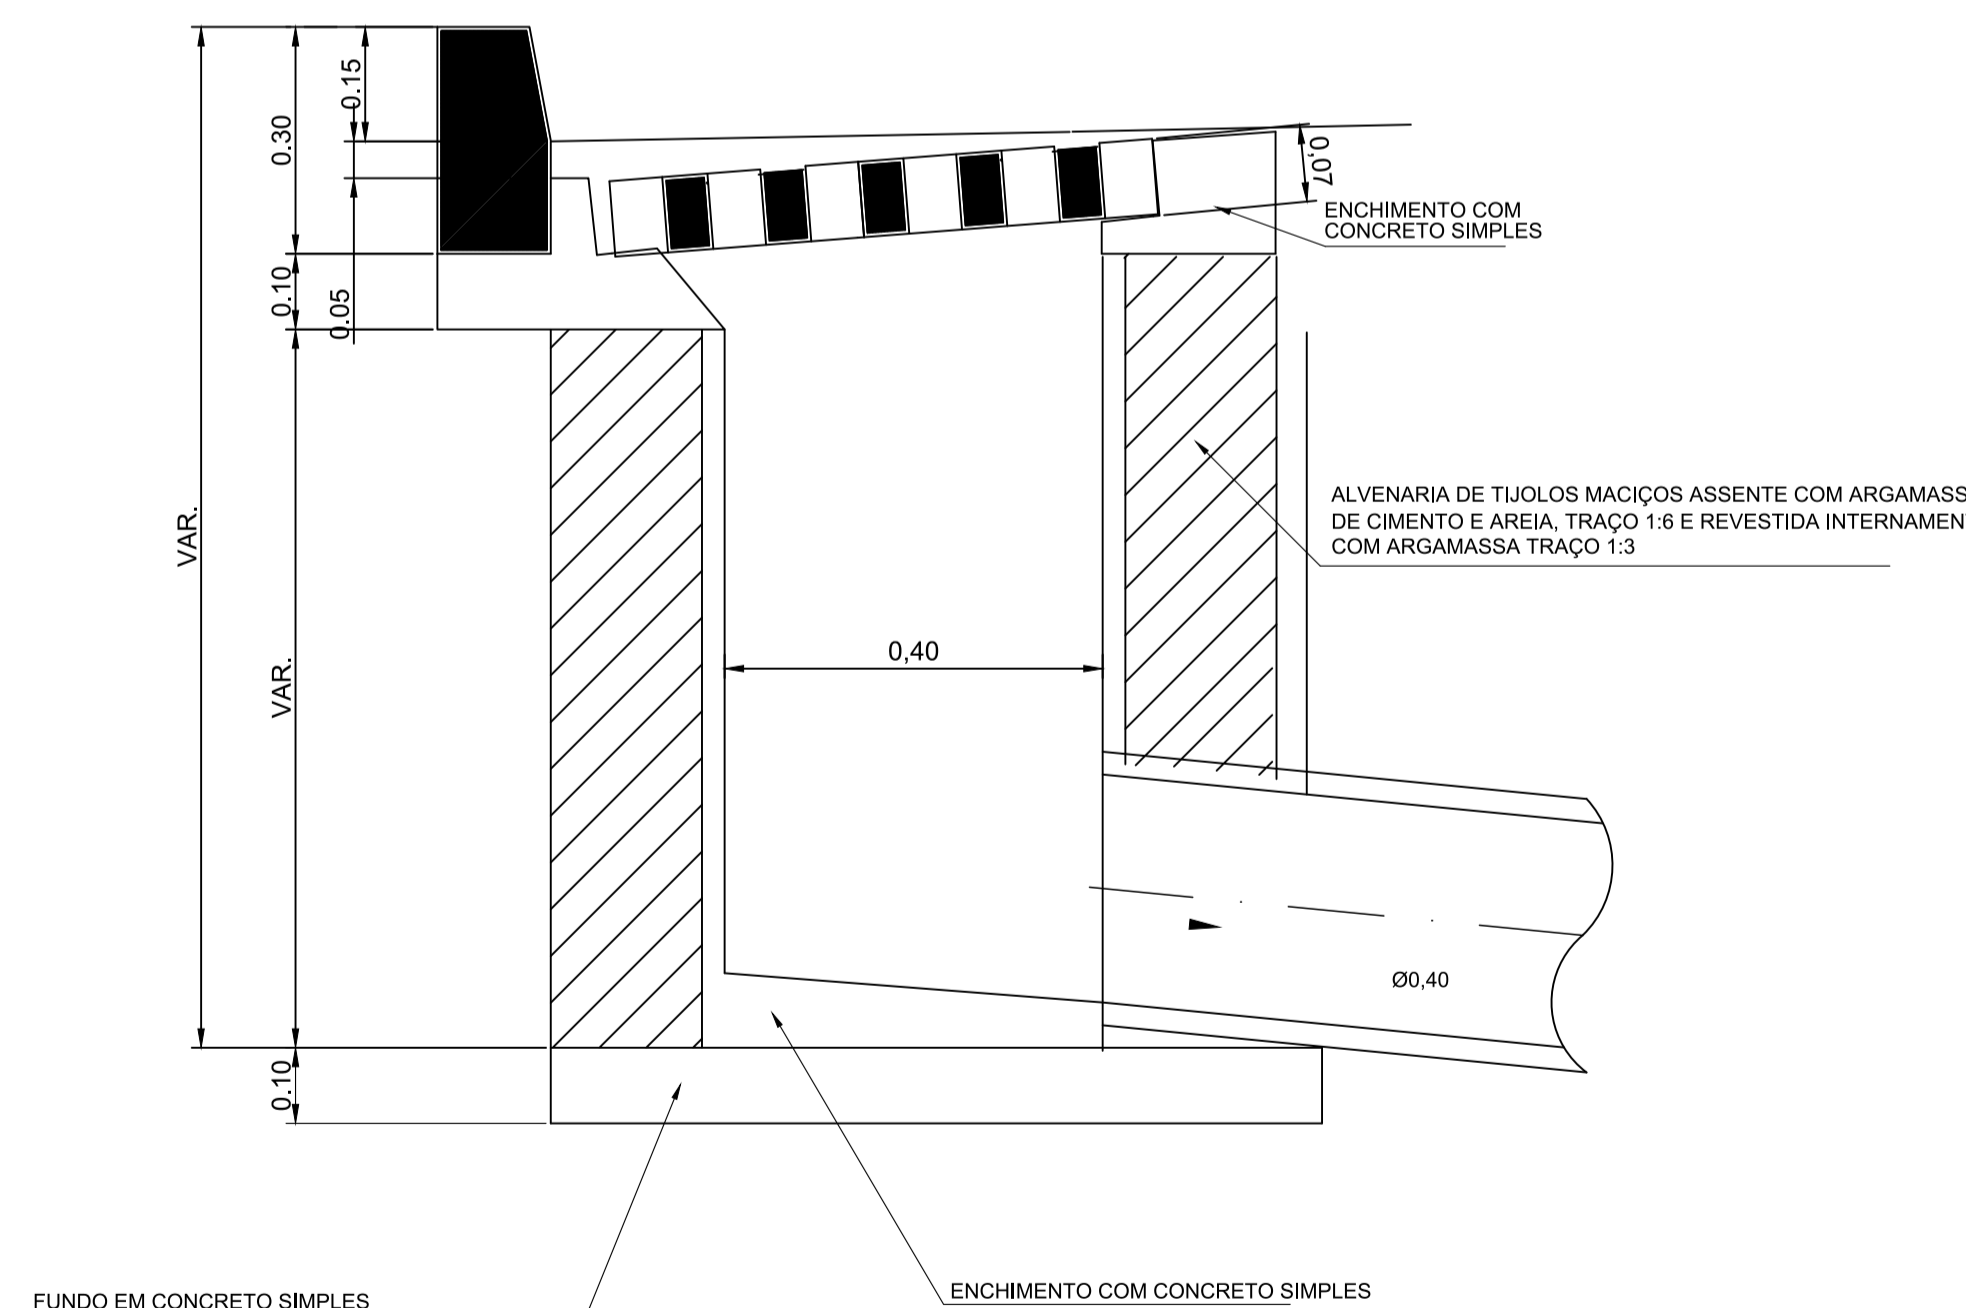 0.15
0.30
0,07
ENCHIMENTO COM
CONCRETO SIMPLES
0.10
0.05
VAR.
ALVENARIA DE TIJOLOS MACIÇOS ASSENTE COM ARGAMASS
DE CIMENTO E AREIA, TRAÇO 1:6 E REVESTIDA INTERNAMEN
COM ARGAMASSA TRAÇO 1:3
0,40
VAR.
Ø0,40
0.10
ENCHIMENTO COM CONCRETO SIMPLES
FUNDO EM CONCRETO SIMPLES